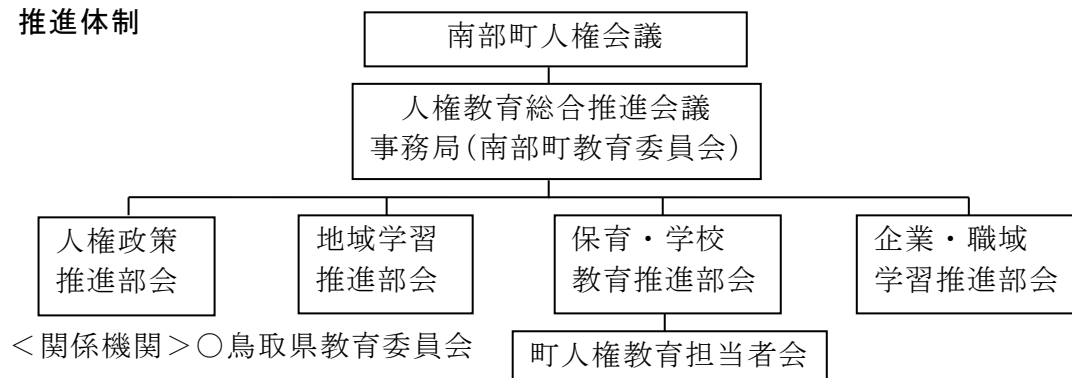 推進体制
南部町人権会議
人権教育総合推進会議
事務局(南部町教育委員会)
人権政策
推進部会
地域学習
推進部会
保育・学校
教育推進部会
企業・職域
学習推進部会
<関係機関>○鳥取県教育委員会
町人権教育担当者会